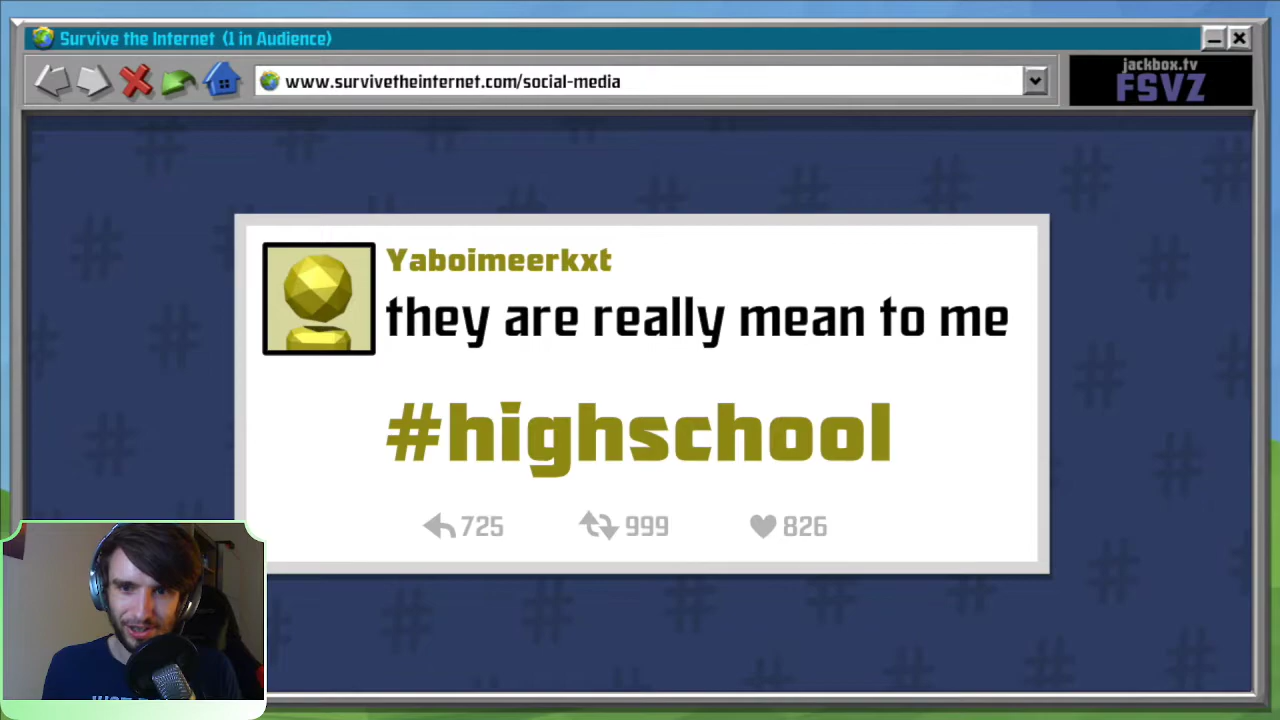 Survive the Internet (1 in Audience)
www.survivetheinternet.com/social-media
jackbox.tv
FSVZ
Yaboimeerkxt
they are really mean to me
#highschool
725 999 826